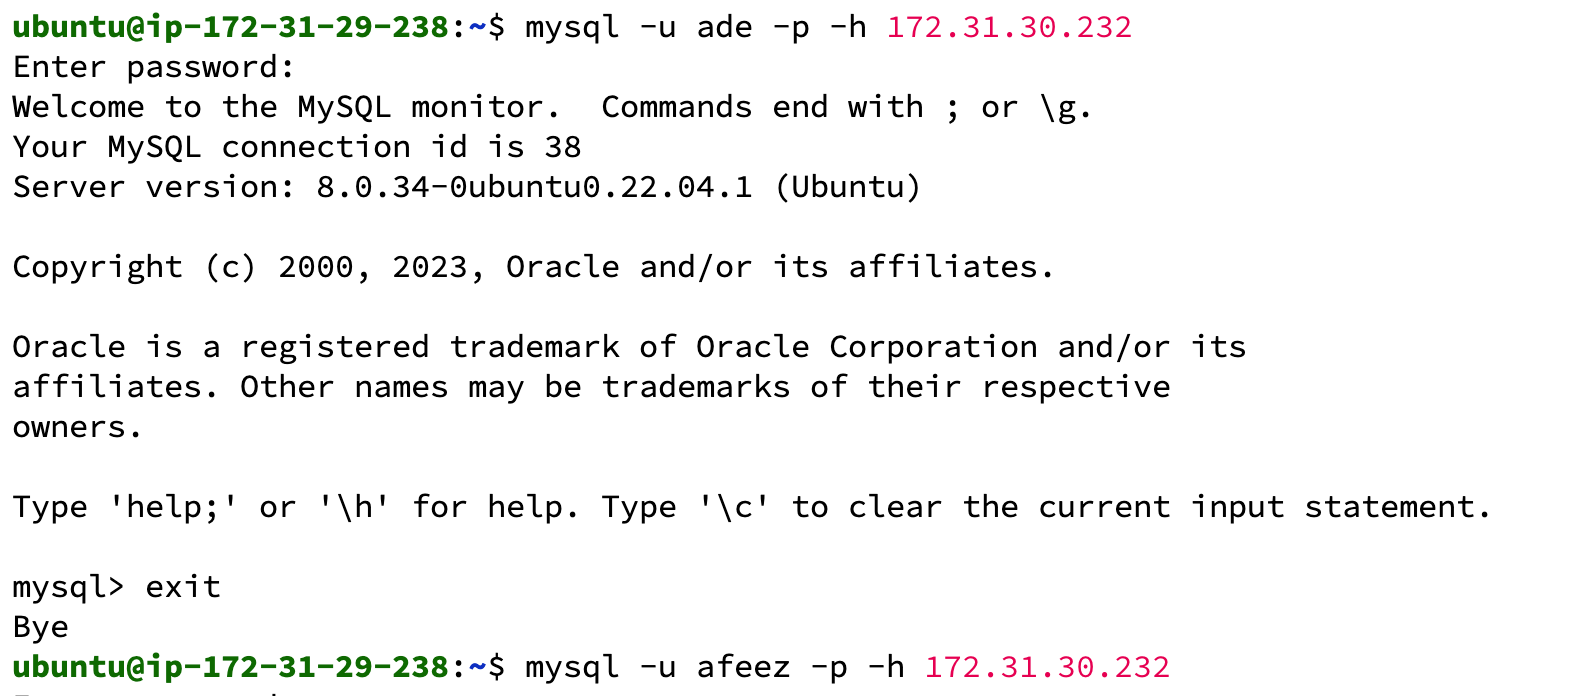 ubuntu@ip-172-31-29-238:~$ mysql -u ade -p -h 172.31.30.232
Enter password:
Welcome to the MySQL monitor.  Commands end with ; or \g.
Your MySQL connection id is 38
Server version: 8.0.34-0ubuntu0.22.04.1 (Ubuntu)
Copyright (c) 2000, 2023, Oracle and/or its affiliates.
Oracle is a registered trademark of Oracle Corporation and/or its
affiliates. Other names may be trademarks of their respective
owners.
Type 'help;' or '\h' for help. Type '\c' to clear the current input statement.
mysql> exit
Bye
ubuntu@ip-172-31-29-238:~$ mysql -u afeez -p -h 172.31.30.232